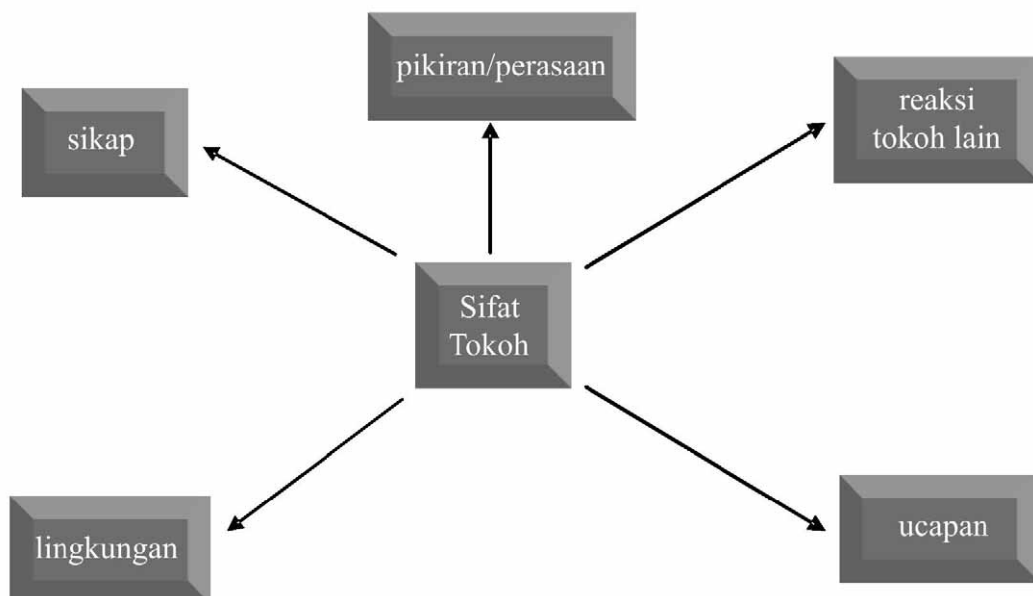 pikiran/perasaan
sikap
reaksi
tokoh lain
Sifat
Tokoh
lingkungan
ucapan